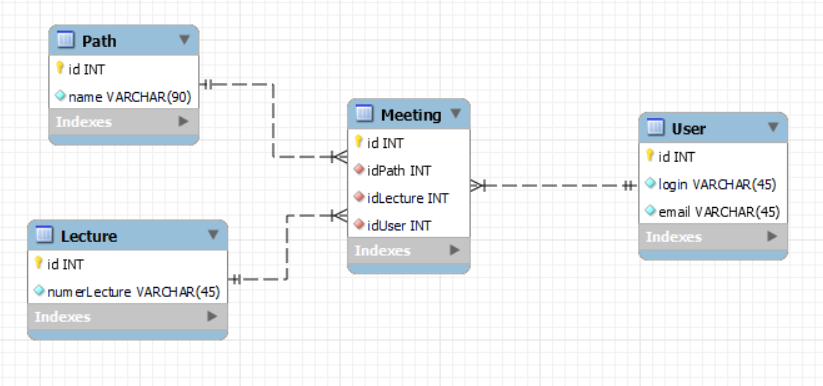 Path
id INT
name VARCHAR(90)
Indexes
Meeting
id INT
idPath INT
idLecture INT
idUser INT
Indexes
User
id INT
login VARCHAR(45)
email VARCHAR(45)
Indexes
Lecture
id INT
numerLecture VARCHAR(45)
Indexes